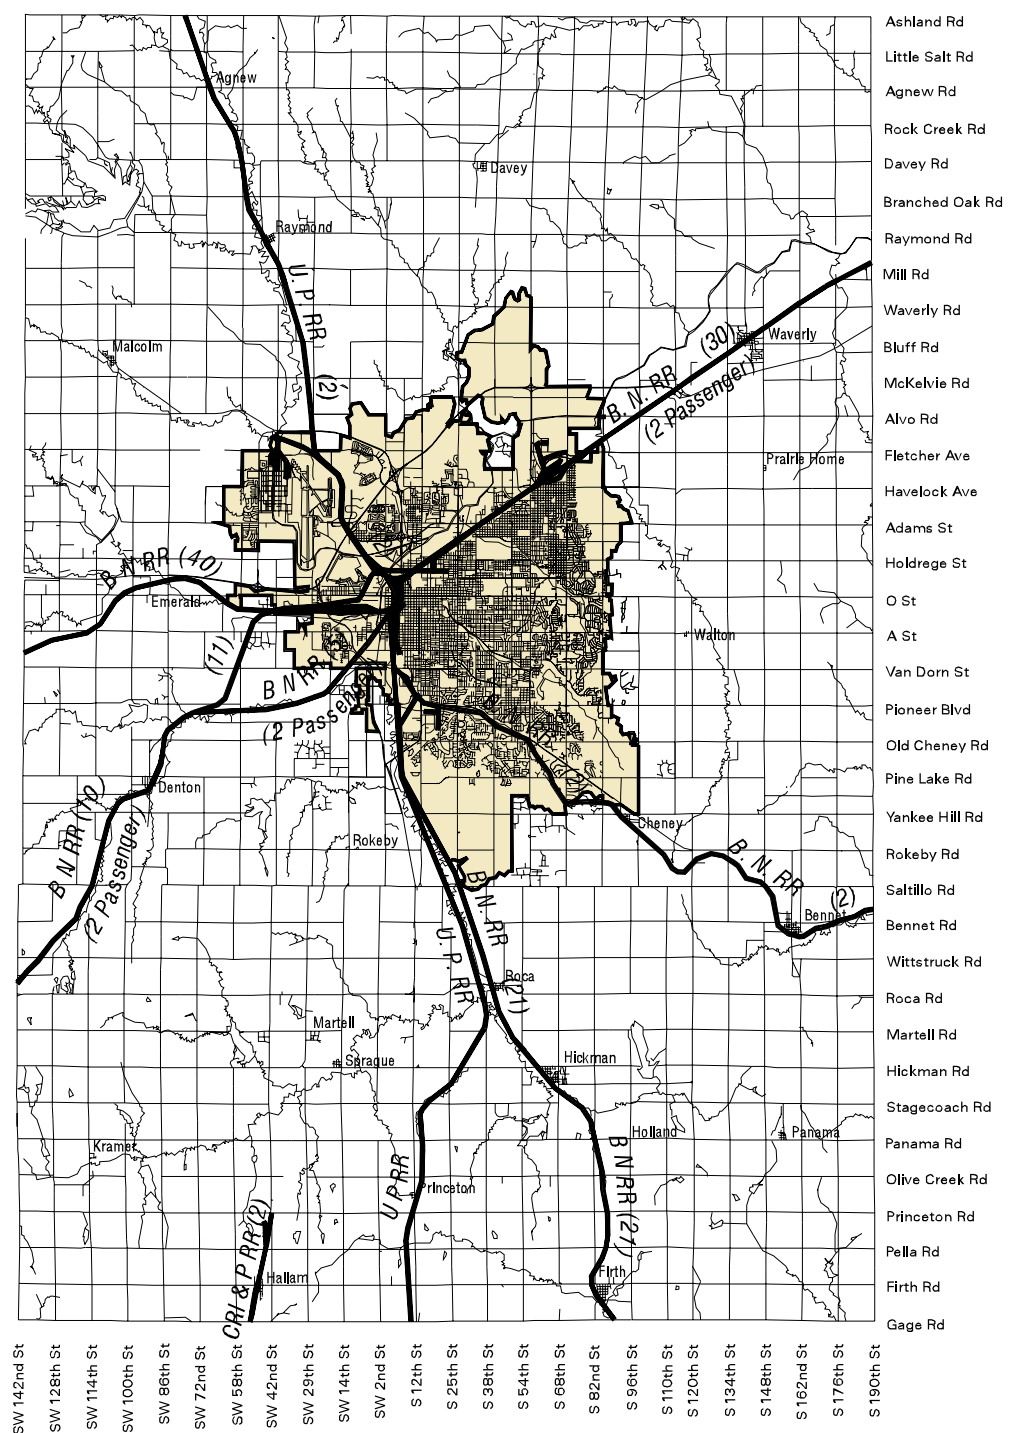 Ashland Rd
Little Salt Rd
Agnew
Agnew Rd
Rock Creek Rd
Davey
Davey Rd
Branched Oak Rd
Raymond
Raymond Rd
Mill Rd
U. P. RR
(2)
Waverly Rd
Waverly
(30)
Malcolm
Bluff Rd
B. N. RR
(2 Passenger)
McKelvie Rd
Alvo Rd
Prairie Home
Fletcher Ave
Havelock Ave
Adams St
Holdrege St
B N RR (40)
Emerald
O St
Walton
A St
(11)
B N RR
(2 Passenger)
Van Dorn St
Pioneer Blvd
B. N. RR
(2)
Old Cheney Rd
Pine Lake Rd
Denton
Yankee Hill Rd
Cheney
B N RR (10)
(2 Passenger)
Rokeby
Rokeby Rd
B. N. RR
(2)
Saltillo Rd
Bennet
Bennet Rd
B N. RR
(21)
U. P. RR
Wittstruck Rd
Roca
Roca Rd
Martell
Martell Rd
Sprague
Hickman
Hickman Rd
Stagecoach Rd
Holland
Panama
Kramer
Panama Rd
B N RR (21)
U P RR
Princeton
Olive Creek Rd
Princeton Rd
CRI & P RR (2)
Pella Rd
Hallam
Firth
Firth Rd
Gage Rd
SW 142nd St
SW 128th St
SW 114th St
SW 100th St
SW 86th St
SW 72nd St
SW 58th St
SW 42nd St
SW 29th St
SW 14th St
SW 2nd St
S 12th St
S 25th St
S 38th St
S 54th St
S 68th St
S 82nd St
S 96th St
S 110th St
S 120th St
S 134th St
S 148th St
S 162nd St
S 176th St
S 190th St